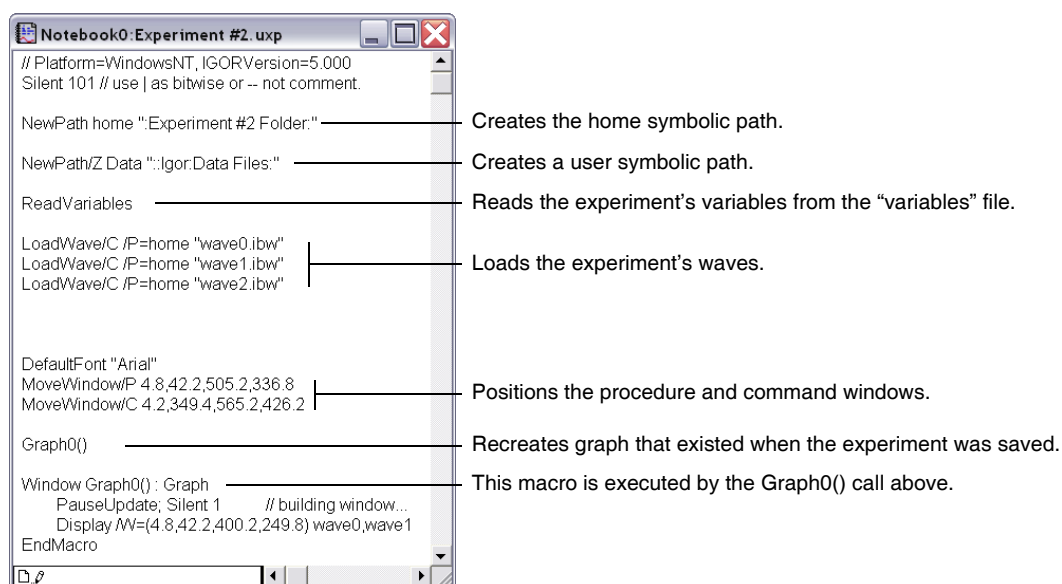 Notebook0:Experiment #2.uxp
// Platform=WindowsNT, IGORVersion=5.000
Silent 101 // use | as bitwise or -- not comment.
NewPath home ":Experiment #2 Folder:"
Creates the home symbolic path.
NewPath/Z Data "::Igor:Data Files:"
Creates a user symbolic path.
ReadVariables
Reads the experiment’s variables from the “variables” file.
LoadWave/C /P=home "wave0.ibw"
LoadWave/C /P=home "wave1.ibw"
LoadWave/C /P=home "wave2.ibw"
Loads the experiment’s waves.
DefaultFont "Arial"
MoveWindow/P 4.8,42.2,505.2,336.8
MoveWindow/C 4.2,349.4,565.2,426.2
Positions the procedure and command windows.
Graph0()
Recreates graph that existed when the experiment was saved.
Window Graph0() : Graph
This macro is executed by the Graph0() call above.
PauseUpdate; Silent 1 // building window...
Display /W=(4.8,42.2,400.2,249.8) wave0,wave1
EndMacro